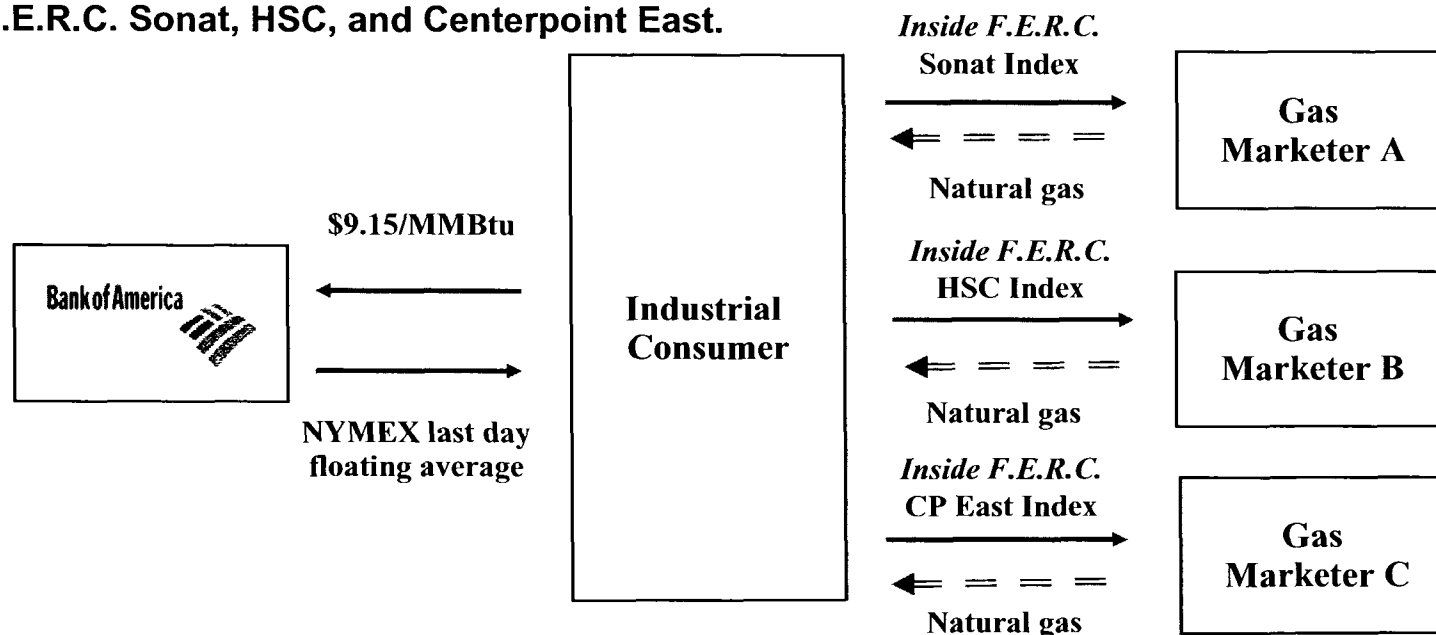 .E.R.C. Sonat, HSC, and Centerpoint East.
Inside F.E.R.C.
Sonat Index
Gas
Marketer A
Natural gas
$9.15/MMBtu
Bank of America
NYMEX last day
floating average
Industrial
Consumer
Inside F.E.R.C.
HSC Index
Gas
Marketer B
Natural gas
Inside F.E.R.C.
CP East Index
Gas
Marketer C
Natural gas